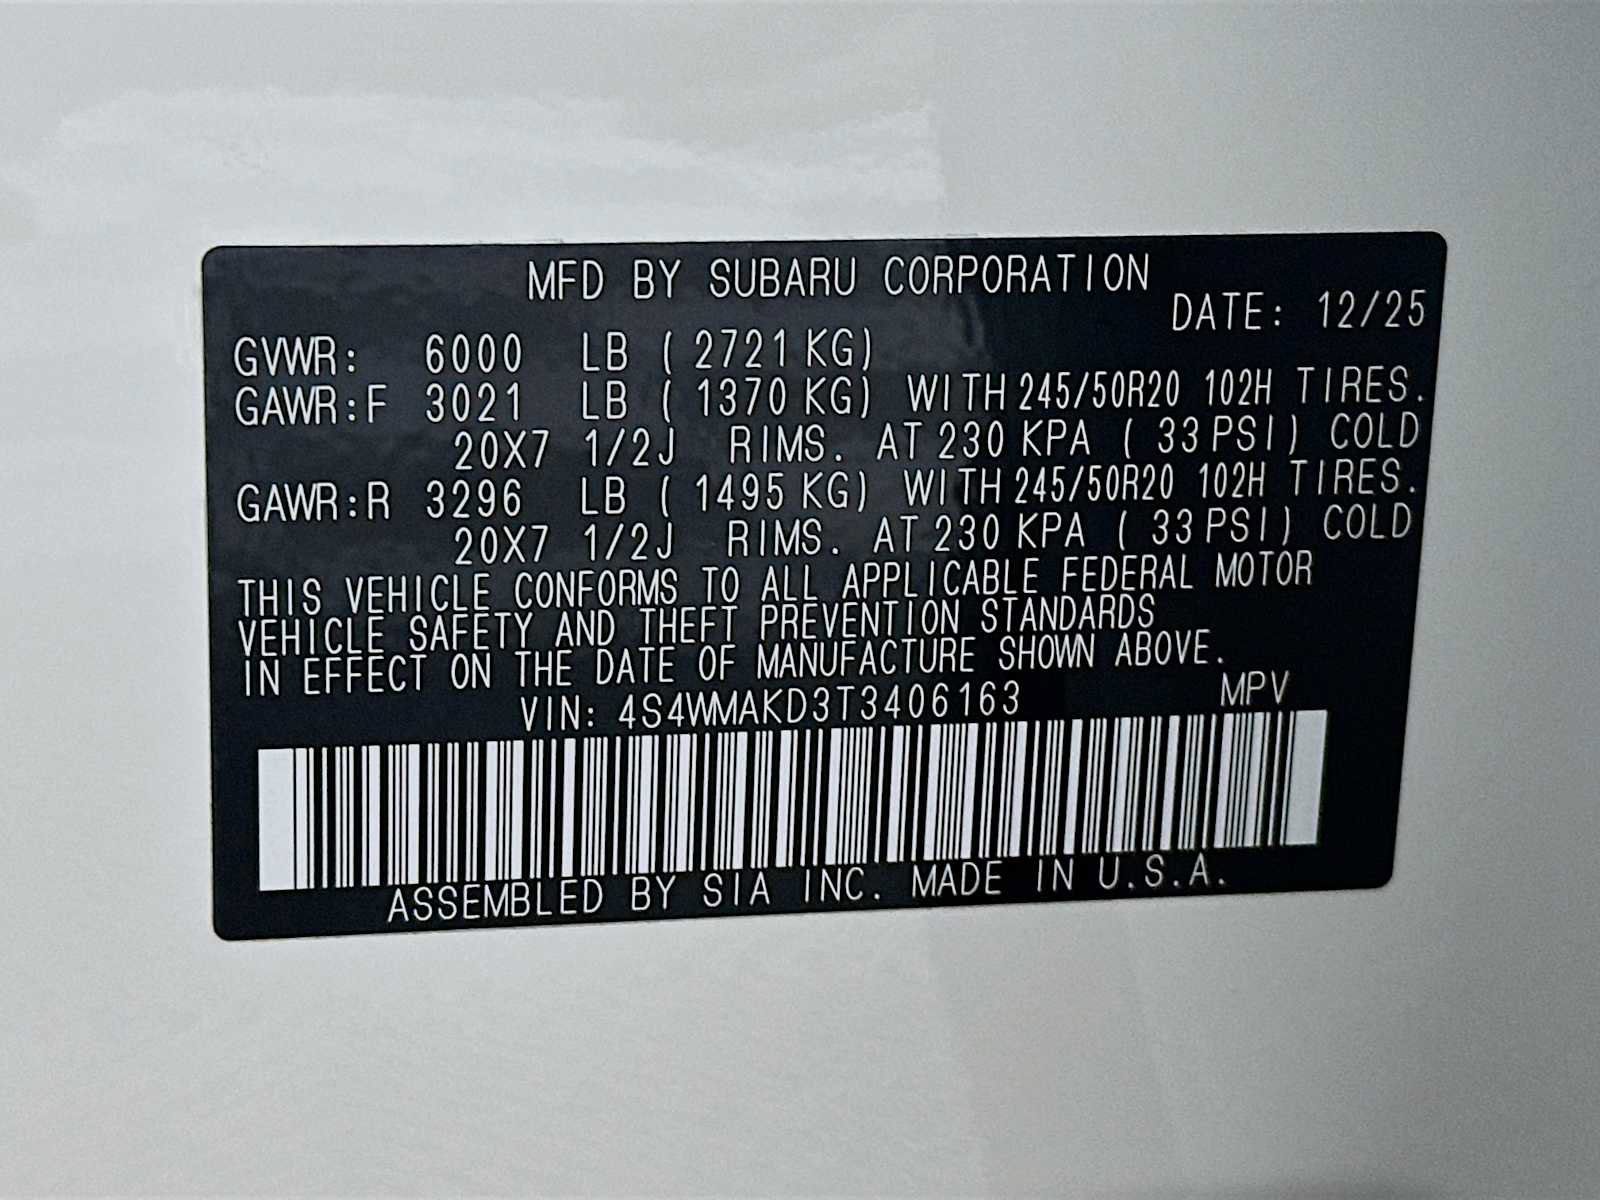 MFD BY SUBARU CORPORATION
DATE: 12/25
GVWR: 6000 LB ( 2721 KG)
GAWR:F 3021 LB ( 1370 KG) WITH 245/50R20 102H TIRES.
20X7 1/2J RIMS. AT 230 KPA ( 33 PSI) COLD
GAWR:R 3296 LB ( 1495 KG) WITH 245/50R20 102H TIRES.
20X7 1/2J RIMS. AT 230 KPA ( 33 PSI) COLD
THIS VEHICLE CONFORMS TO ALL APPLICABLE FEDERAL MOTOR
VEHICLE SAFETY AND THEFT PREVENTION STANDARDS
IN EFFECT ON THE DATE OF MANUFACTURE SHOWN ABOVE.
VIN: 4S4WMAKD3T3406163 MPV
ASSEMBLED BY SIA INC. MADE IN U.S.A.